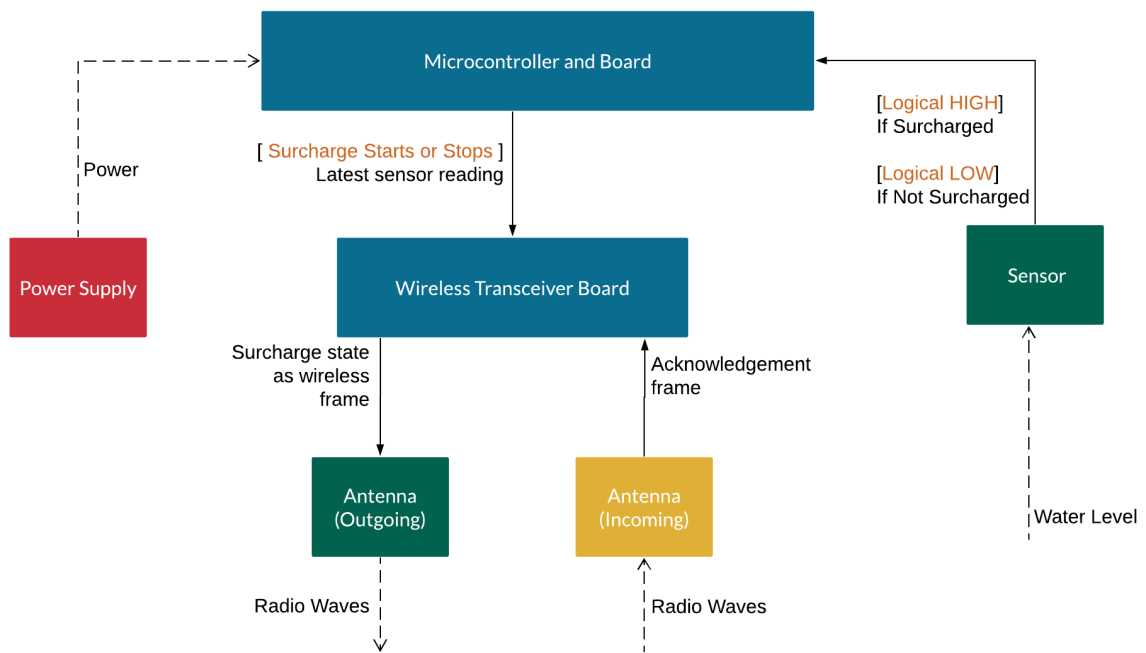 Microcontroller and Board
[Logical HIGH]
If Surcharged
[ Surcharge Starts or Stops ]
Latest sensor reading
Power
[Logical LOW]
If Not Surcharged
Power Supply
Wireless Transceiver Board
Sensor
Surcharge state
as wireless
frame
Acknowledgement
frame
Antenna
(Outgoing)
Antenna
(Incoming)
Water Level
Radio Waves
Radio Waves